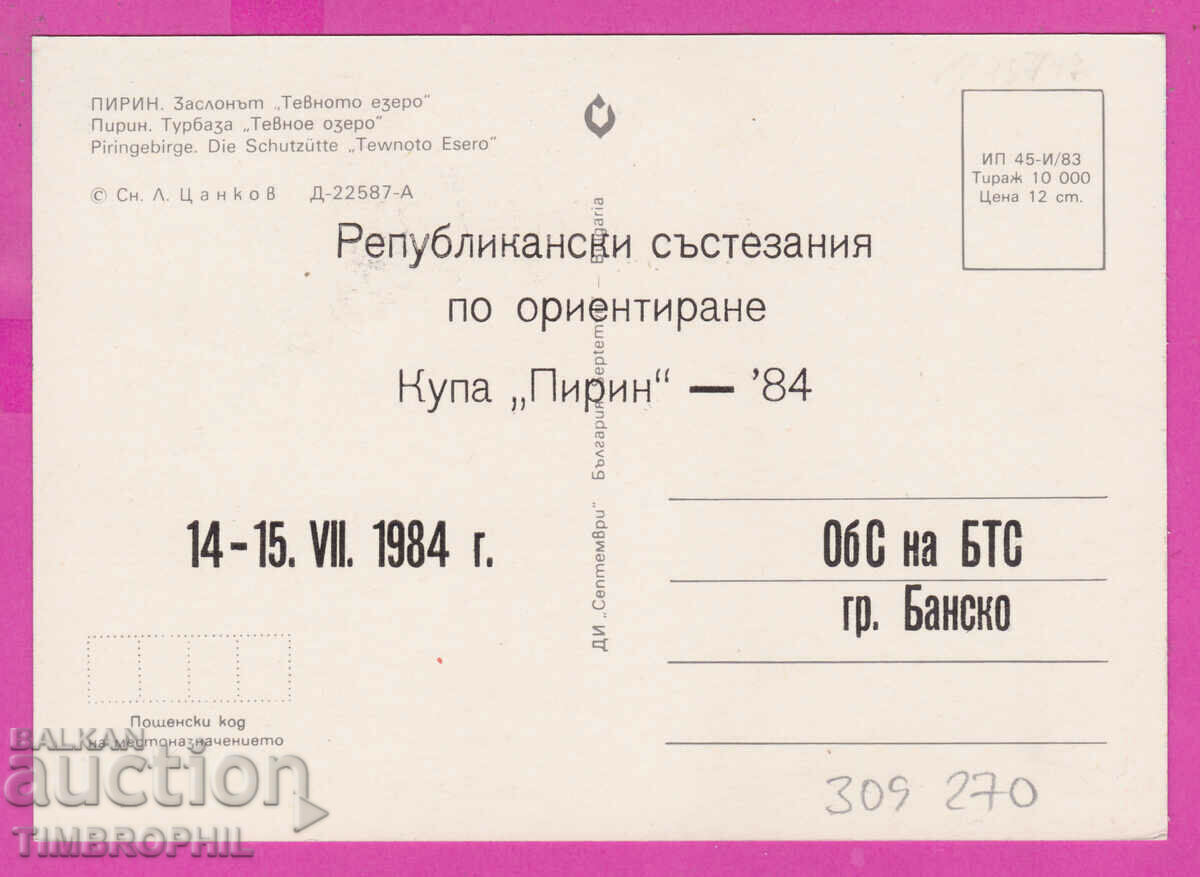 ПИРИН. Заслонът „Тевното езеро"
Пирин. Турбаза „Тевное озеро"
Piringebirge. Die Schutzütte „Tewnoto Esero"
© Сн. Л. Цанков Д-22587-А
ИП 45-И/83
Тираж 10 000
Цена 12 ст.
Републикански състезания
по ориентиране
Купа „Пирин“ — '84
ДИ „Септември" България Septemvri – Bulgaria
14-15. VII. 1984 г.
ОбС на БТС
гр. Банско
Пощенски код
на местоназначението
309 270
BALKAN
auction
TIMBROPHIL